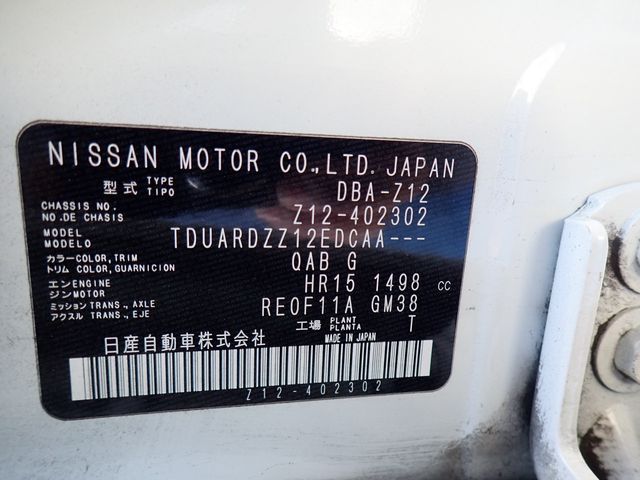 NISSAN MOTOR CO.,LTD. JAPAN
型式 TYPE TIPO DBA-Z12
CHASSIS NO. NO.DE CHASIS Z12-402302
MODEL MODELO TDUARDZZ12EDCAA---
カラー COLOR, TRIM トリム COLOR, GUARNICION QAB G
エンジン ENGINE MOTOR HR15 1498 CC
ミッション TRANS., AXLE アクスル TRANS., EJE RE0F11A GM38
工場 PLANT PLANTA T
日産自動車株式会社 MADE IN JAPAN
Z12-402302